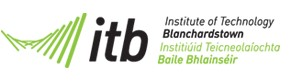 itb
Institute of Technology
Blanchardstown
Institiúid Teicneolaíochta
Baile Bhlainséir